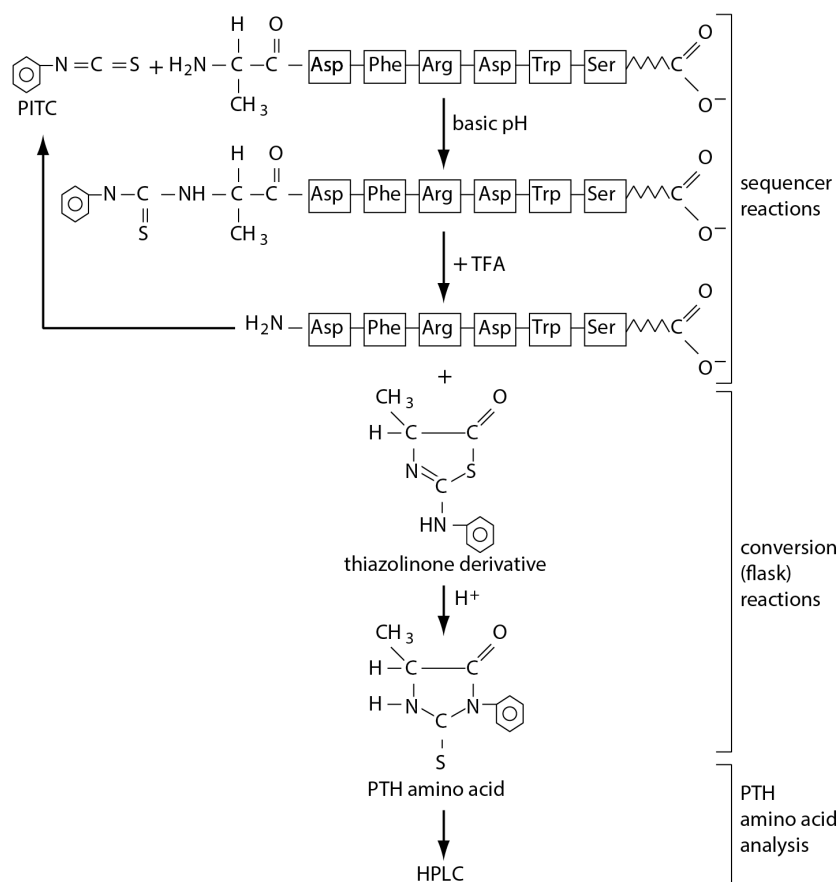 H O O
N = C = S + H₂N – C – C – Asp Phe Arg Asp Trp Ser C
PITC CH₃ O⁻
basic pH
H O O
N – C – NH – C – C – Asp Phe Arg Asp Trp Ser C
S CH₃ O⁻
sequencer
reactions
+ TFA
O
H₂N – Asp Phe Arg Asp Trp Ser C
O⁻
+
CH₃ O
H – C C
N S
C
HN
thiazolinone derivative
conversion
(flask)
reactions
H⁺
CH₃ O
H – C C
H – N N
C
S
PTH amino acid
PTH
amino acid
analysis
HPLC